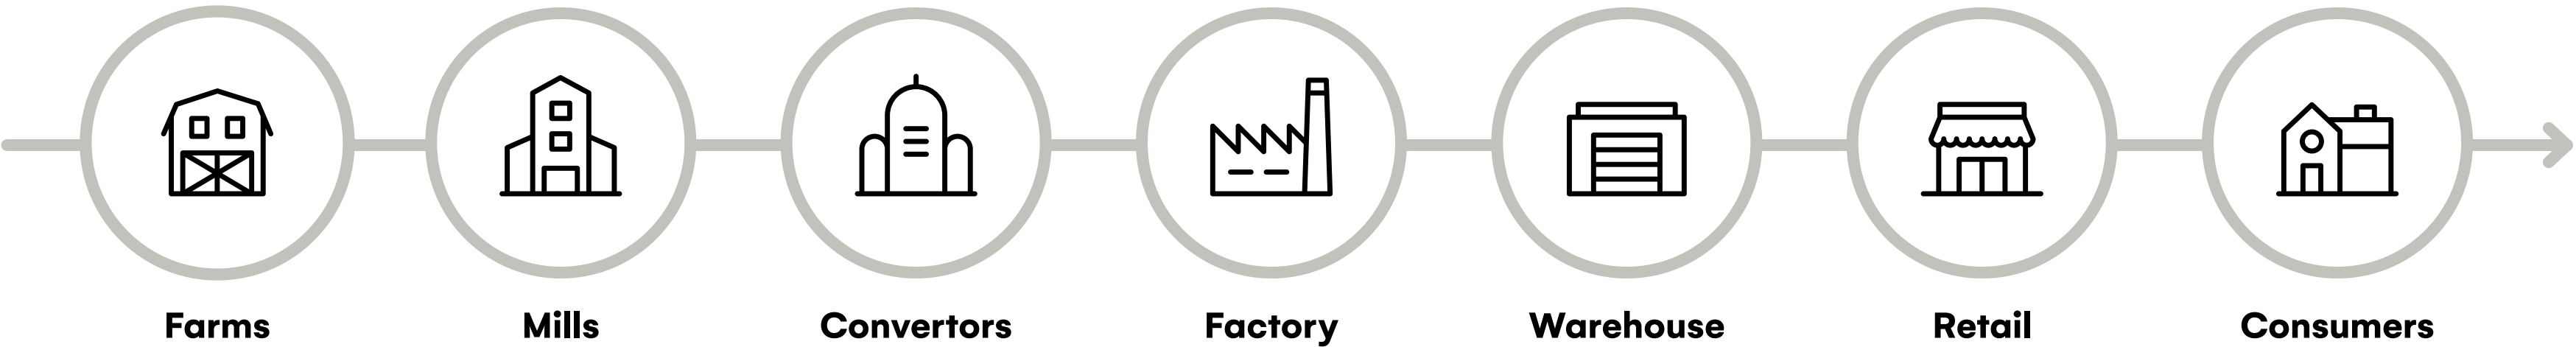 Farms
Mills
Convertors
Factory
Warehouse
Retail
Consumers